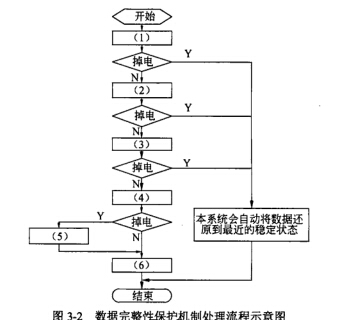 开始
(1)
掉电
Y
N
(2)
掉电
Y
N
(3)
掉电
Y
N
(4)
Y
掉电
N
(5)
本系统会自动将数据还
原到最近的稳定状态
(6)
结束
图 3-2 数据完整性保护机制处理流程示意图